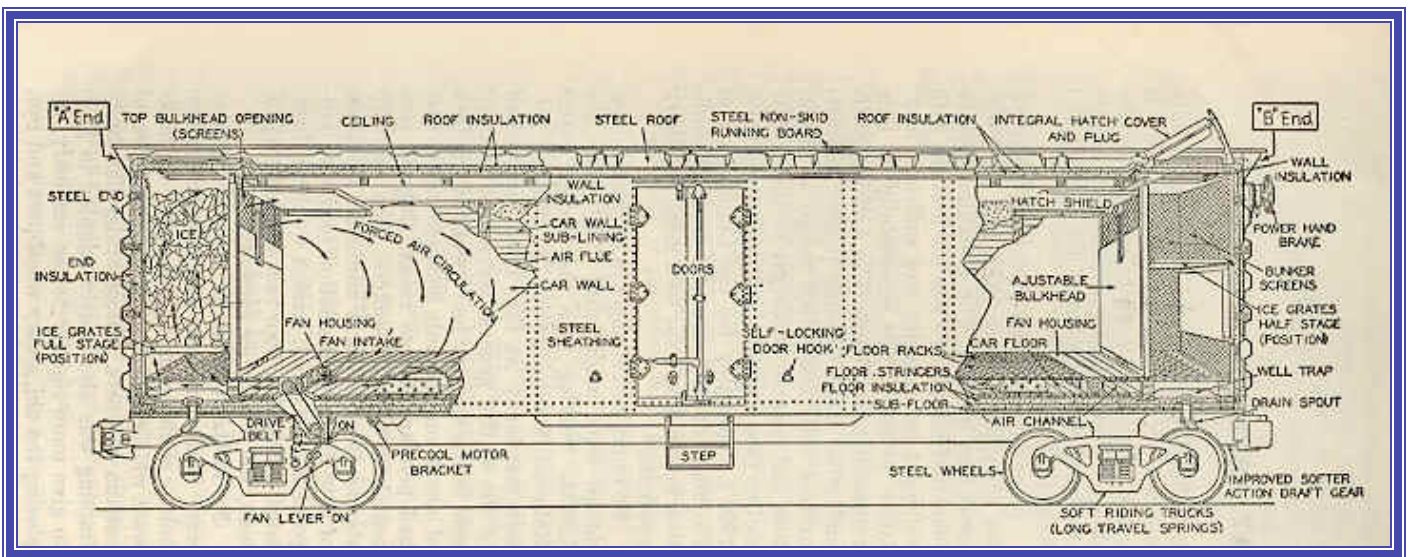 "A" End
"B" End
TOP BULKHEAD OPENING
(SCREENS)
CEILING
ROOF INSULATION
STEEL ROOF
STEEL NON-SKID
RUNNING BOARD
ROOF INSULATION
INTEGRAL HATCH COVER
AND PLUG
WALL
INSULATION
STEEL END
ICE
FORCED AIR CIRCULATION
WALL
INSULATION
CAR WALL
SUB-LINING
AIR FLUE
CAR WALL
DOORS
HATCH SHIELD
POWER HAND
BRAKE
END
INSULATION
AJUSTABLE
BULKHEAD
BUNKER
SCREENS
ICE GRATES
FULL STAGE
(POSITION)
FAN HOUSING
FAN INTAKE
STEEL
SHEATHING
SELF-LOCKING
DOOR HOOK
FAN HOUSING
CAR FLOOR
ICE GRATES
HALF STAGE
(POSITION)
FLOOR RACKS
FLOOR STRINGERS
FLOOR INSULATION
SUB-FLOOR
WELL TRAP
DRAIN SPOUT
DRIVE
BELT
ON
OFF
PRECOOL MOTOR
BRACKET
STEP
AIR CHANNEL
STEEL WHEELS
IMPROVED SOFTER
ACTION DRAFT GEAR
FAN LEVER "ON"
SOFT RIDING TRUCKS
(LONG TRAVEL SPRINGS)